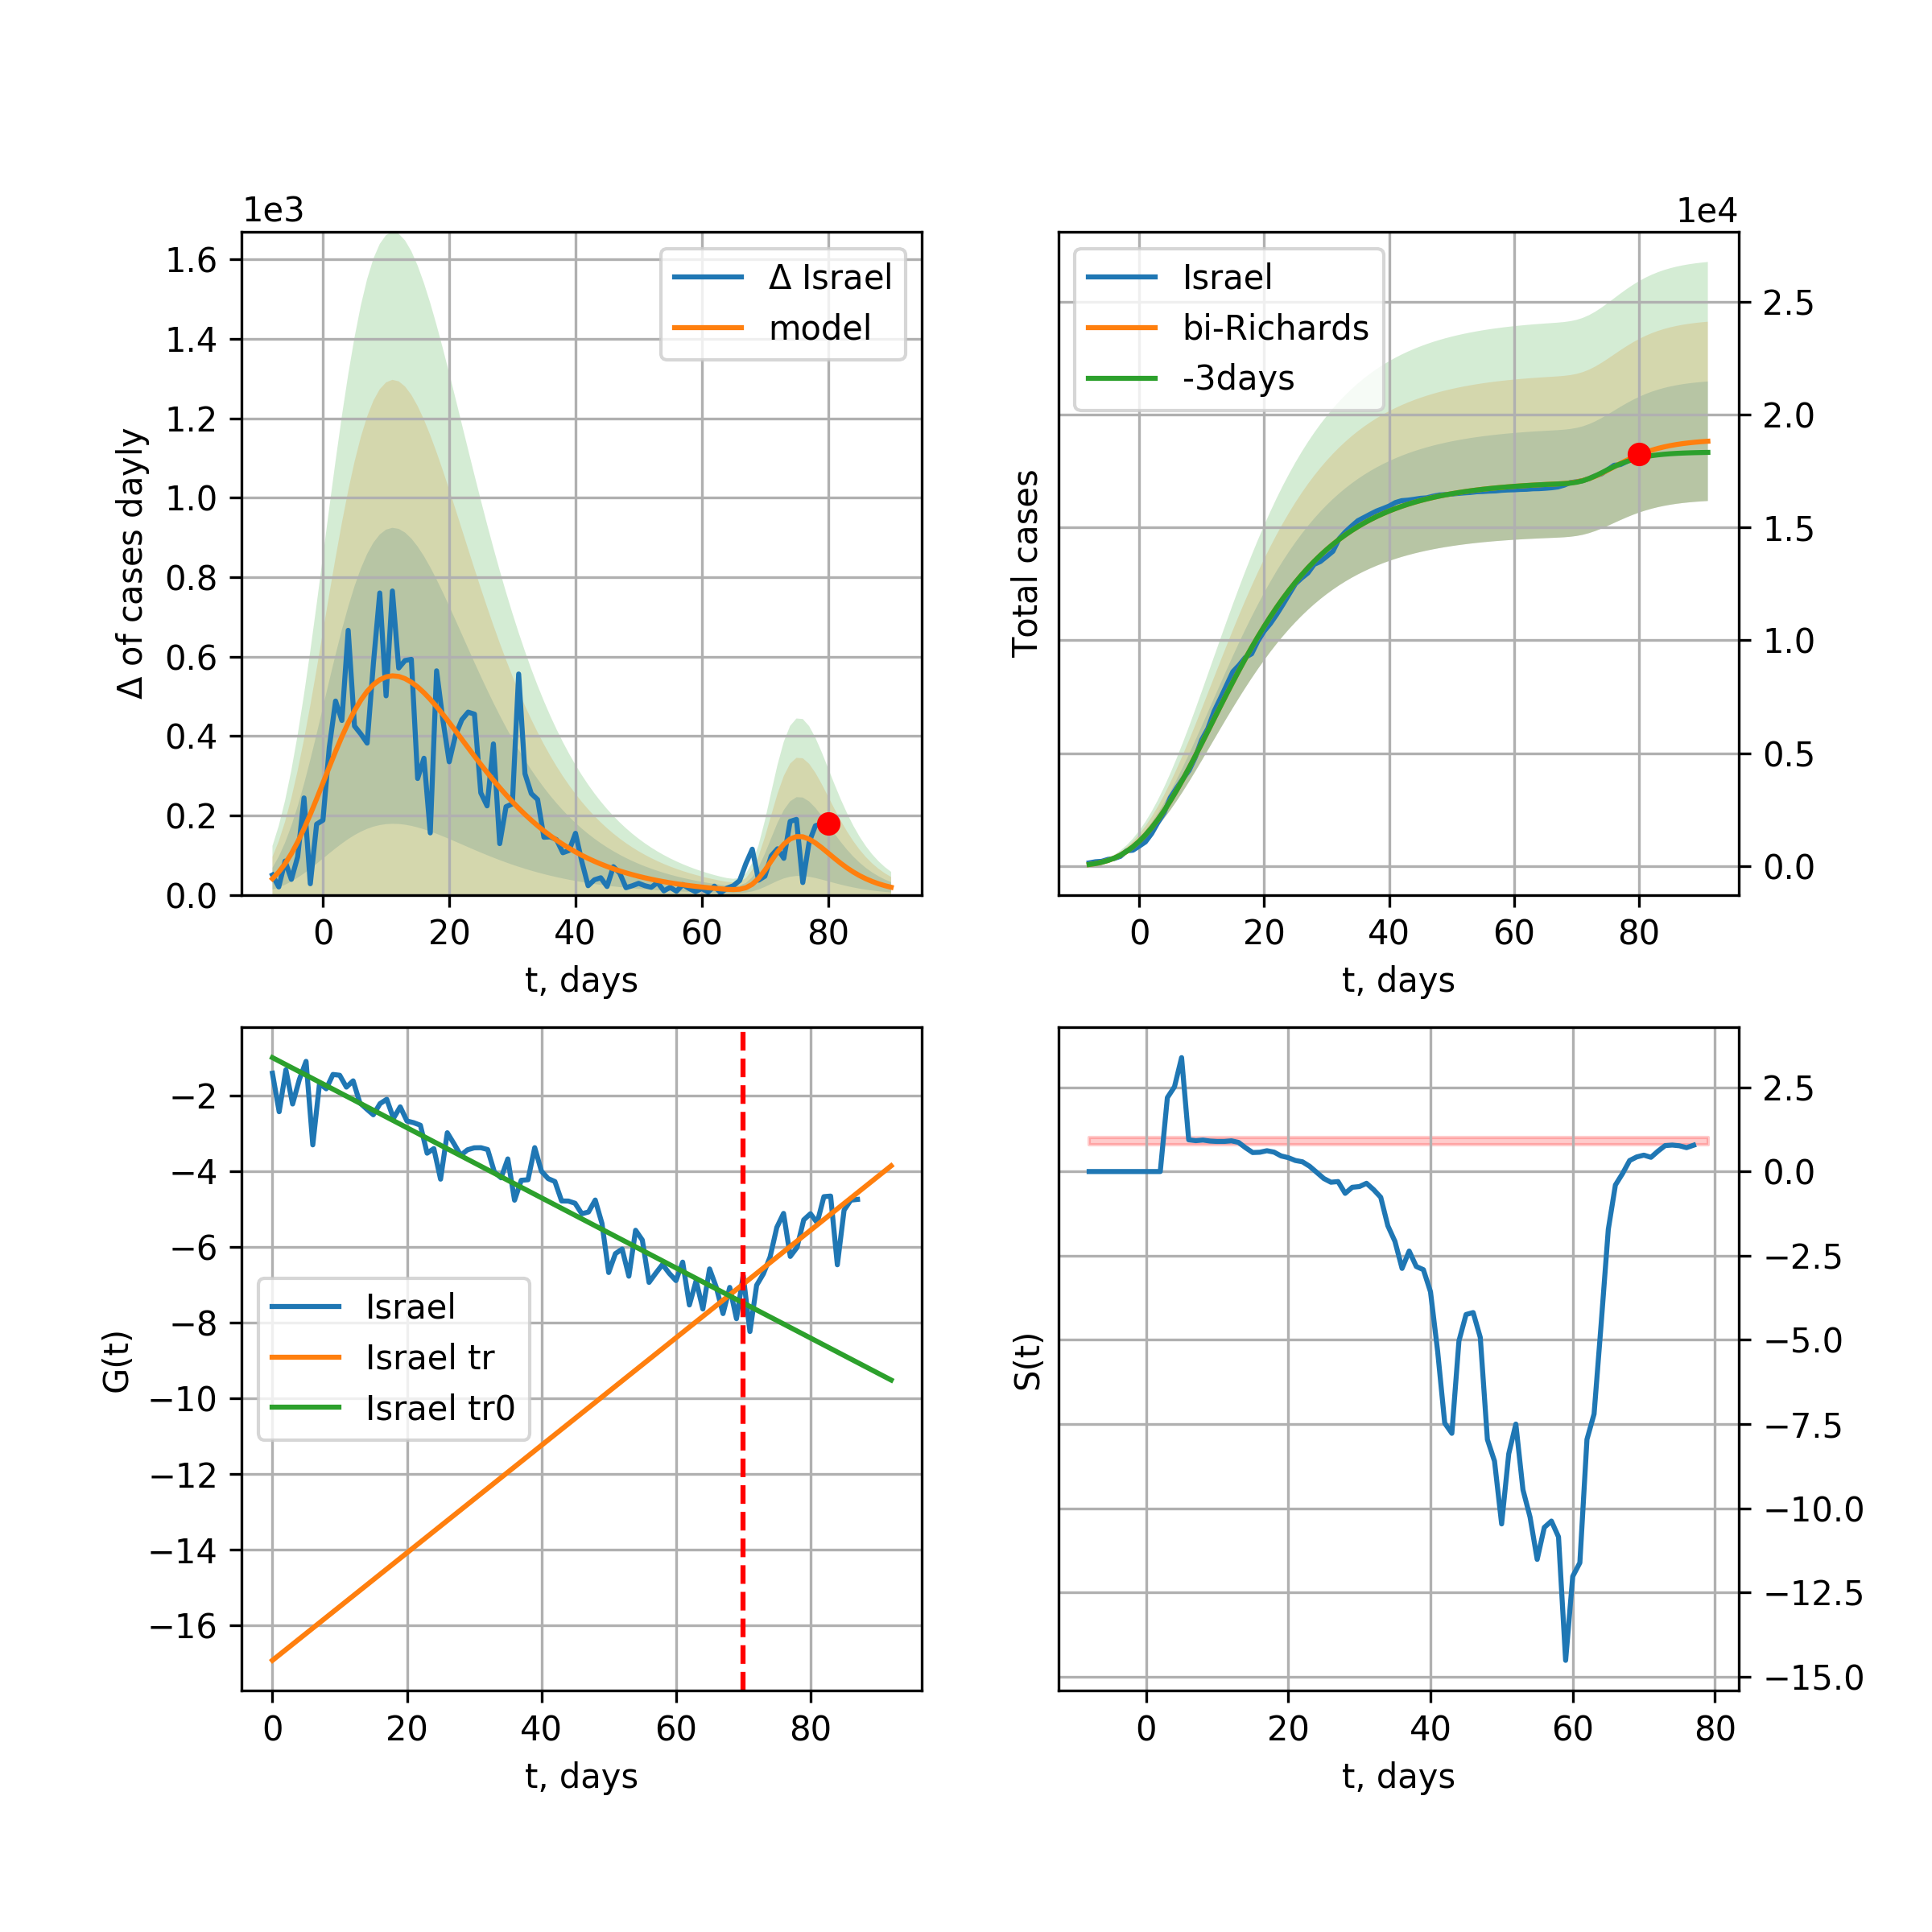 1e3
Δ of cases dayly
1.6
1.4
1.2
1.0
0.8
0.6
0.4
0.2
0.0
Δ Israel
model
0 20 40 60 80
t, days
1e4
Total cases
Israel
bi-Richards
-3days
2.5
2.0
1.5
1.0
0.5
0.0
0 20 40 60 80
t, days
G(t)
−2
−4
−6
−8
−10
−12
−14
−16
Israel
Israel tr
Israel tr0
0 20 40 60 80
t, days
S(t)
2.5
0.0
−2.5
−5.0
−7.5
−10.0
−12.5
−15.0
0 20 40 60 80
t, days